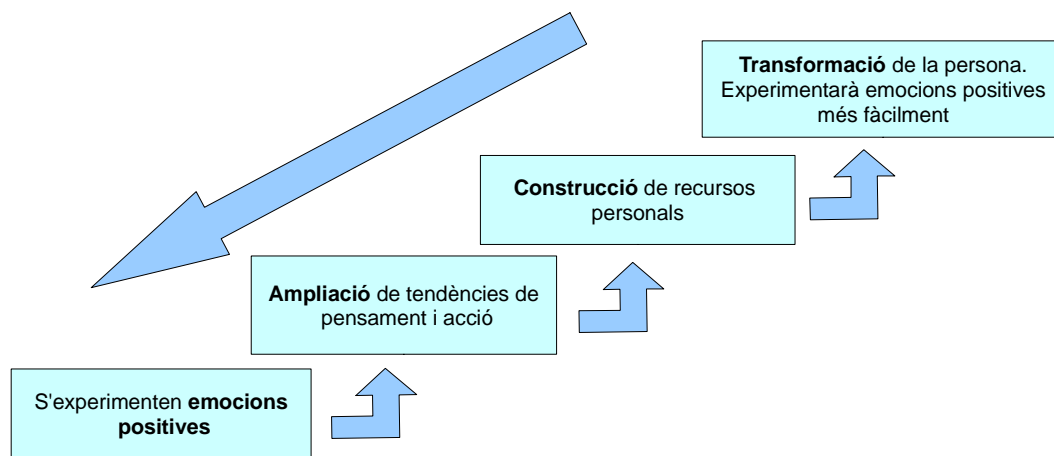 Transformació de la persona.
Experimentarà emocions positives
més fàcilment
Construcció de recursos
personals
Ampliació de tendències de
pensament i acció
S'experimenten emocions
positives